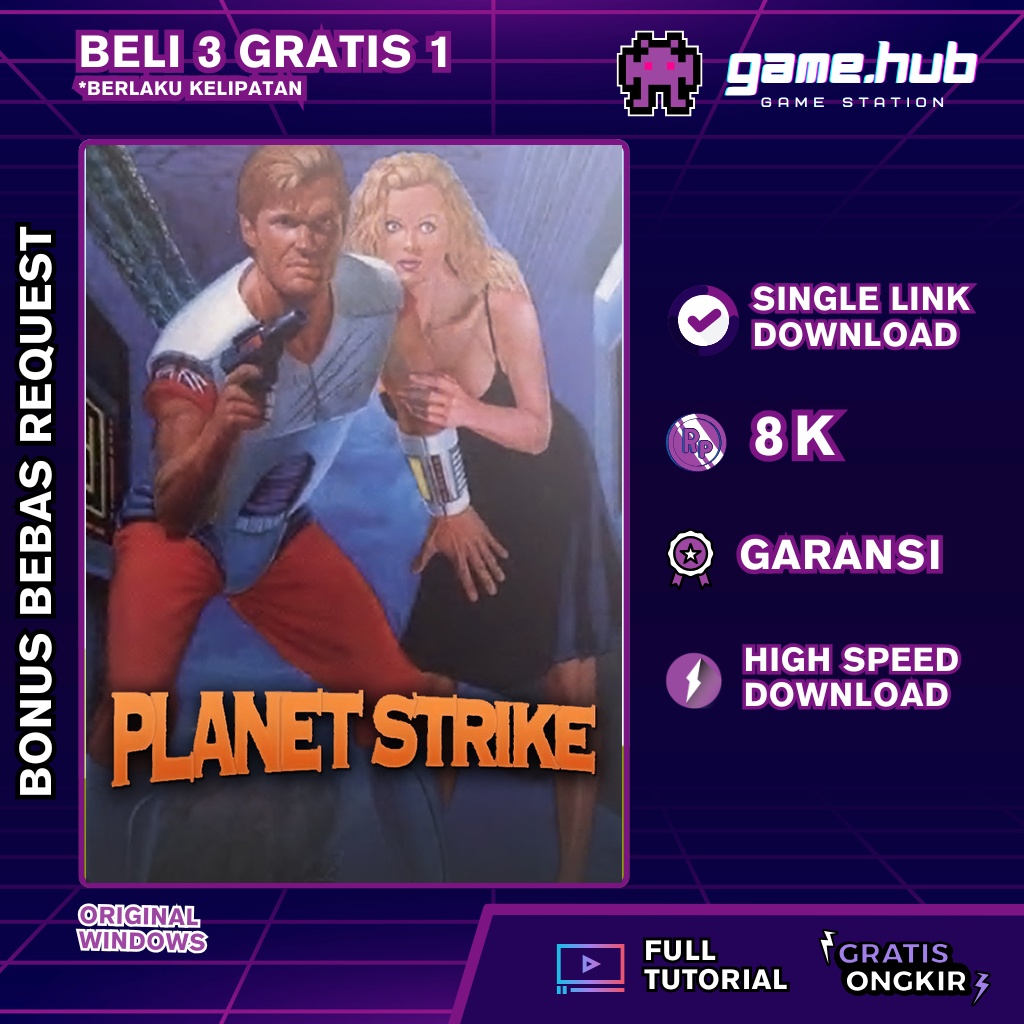 BELI 3 GRATIS 1
*BERLAKU KELIPATAN
game.hub
GAME STATION
BONUS BEBAS REQUEST
PLANET STRIKE
SINGLE LINK
DOWNLOAD
Rp
8K
GARANSI
HIGH SPEED
DOWNLOAD
ORIGINAL
WINDOWS
FULL
TUTORIAL
GRATIS
ONGKIR